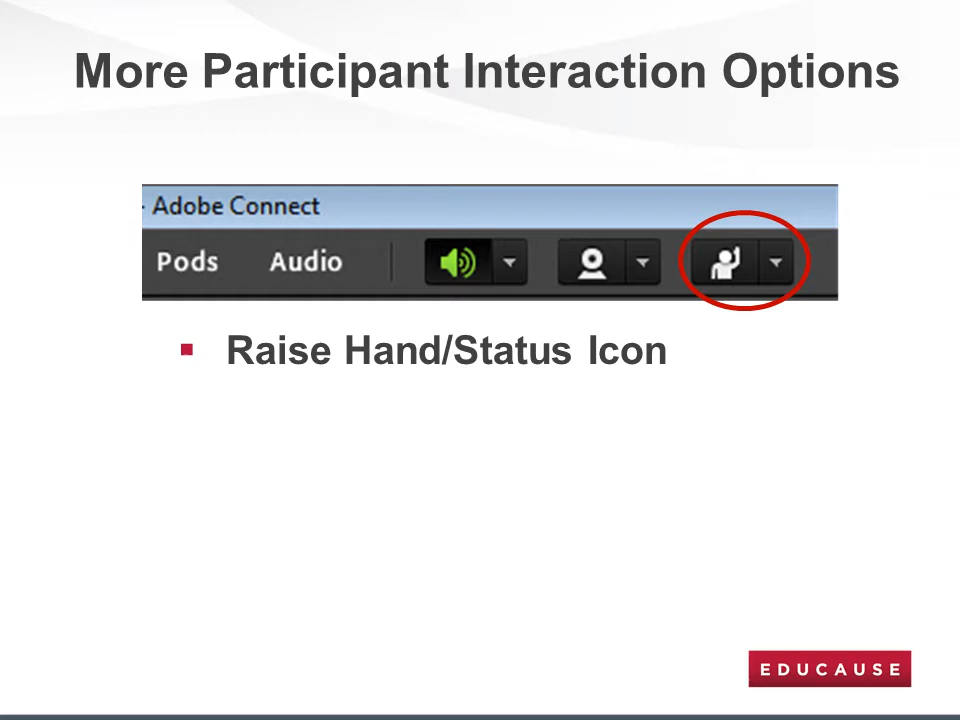 More Participant Interaction Options
- Adobe Connect
Pods Audio
Raise Hand/Status Icon
EDUCAUSE